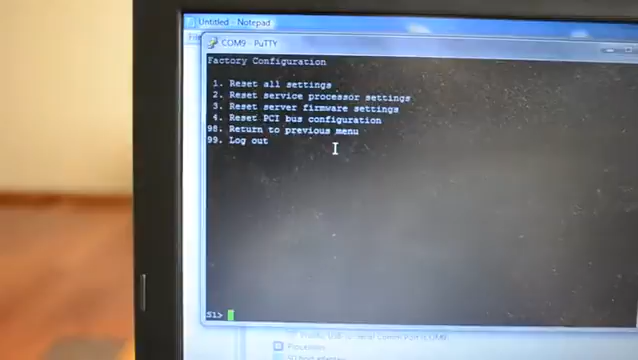 Untitled - Notepad
COM9 - PuTTY
Factory Configuration
1. Reset all settings
2. Reset service processor settings
3. Reset server firmware settings
4. Reset PCI bus configuration
98. Return to previous menu
99. Log out
S1>